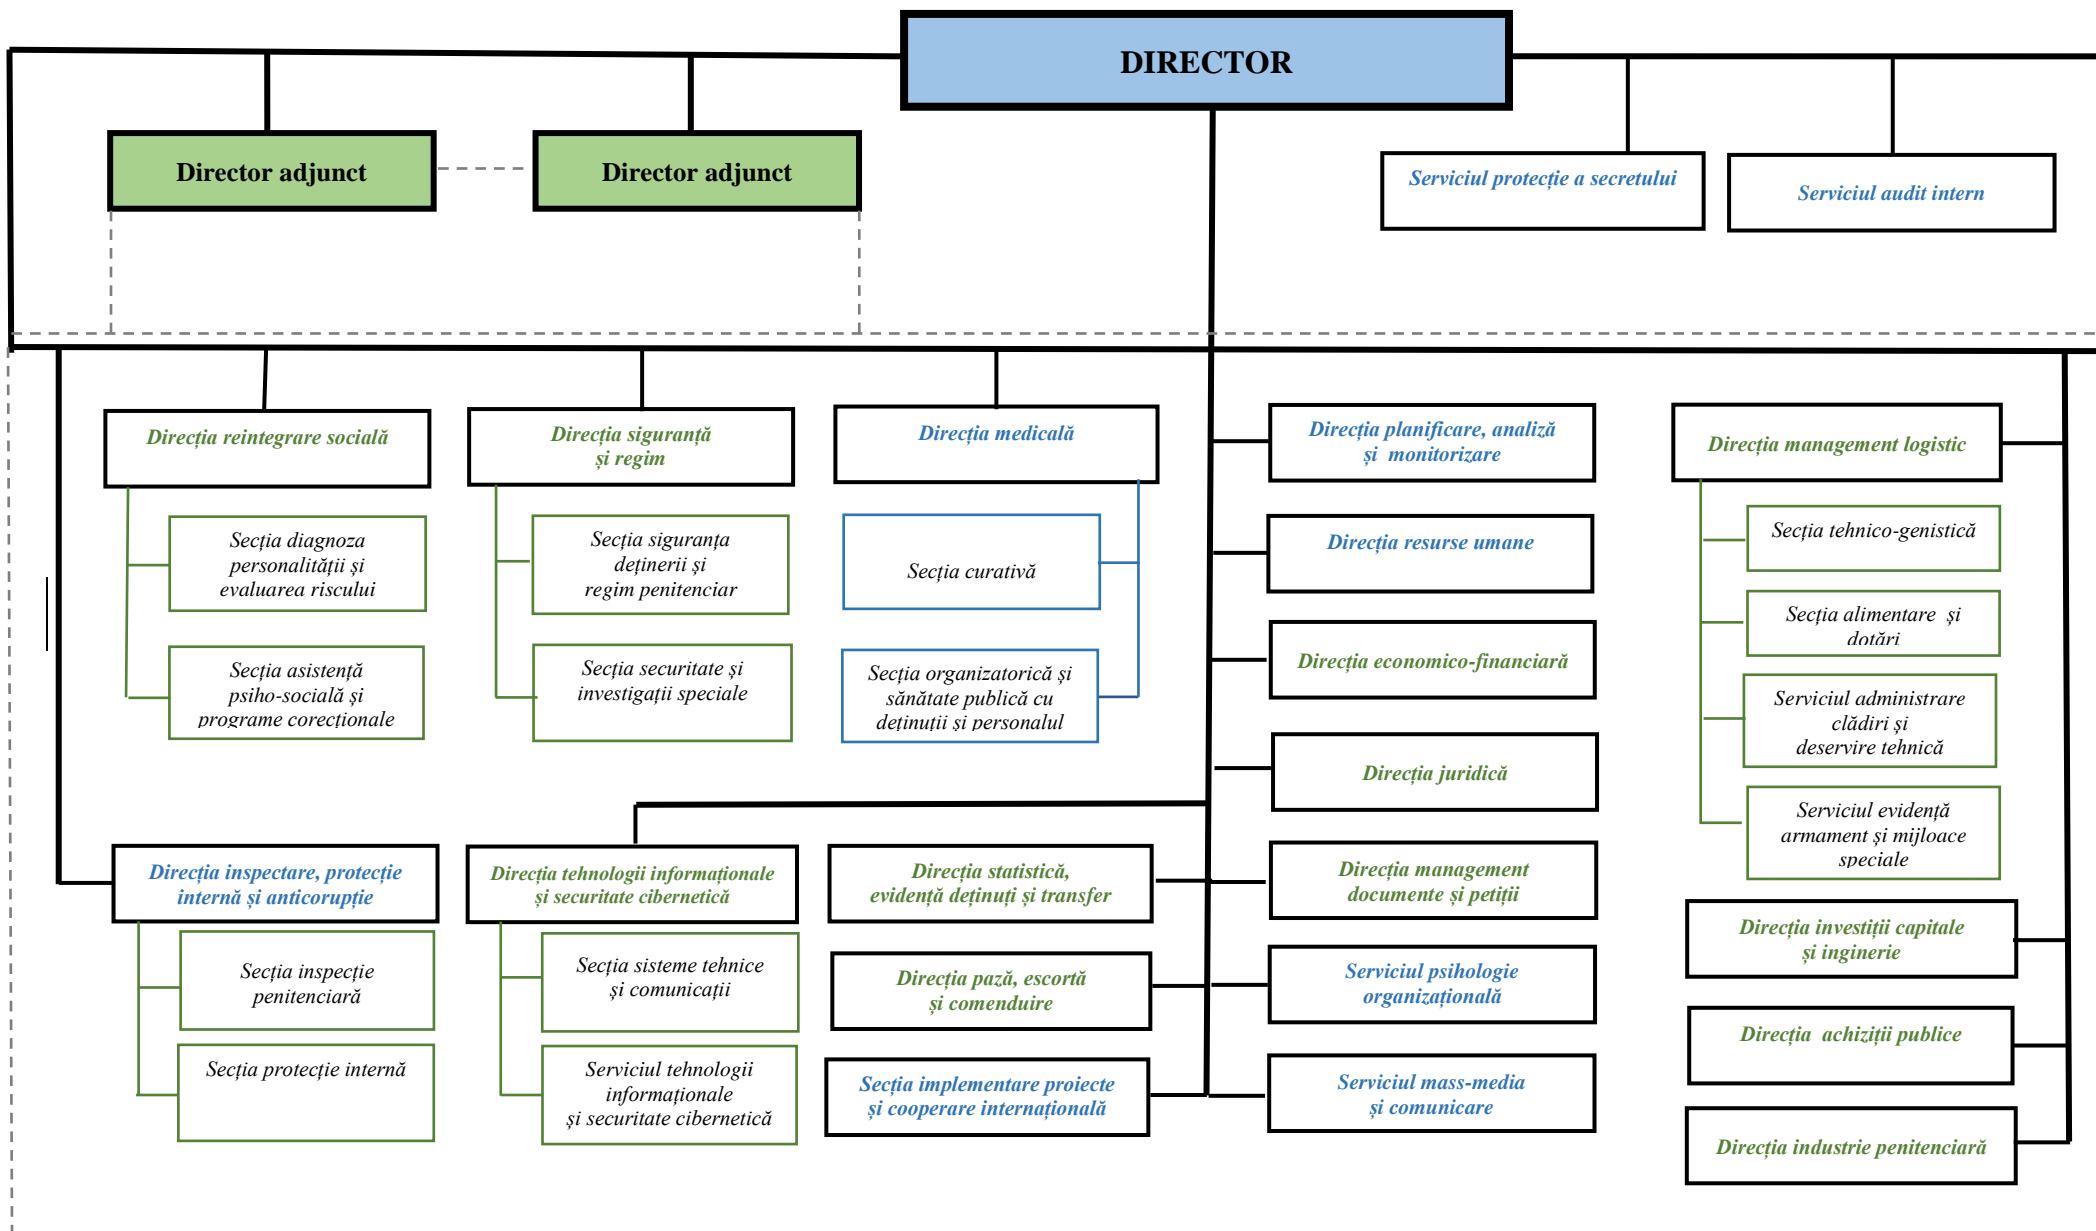 DIRECTOR
Director adjunct
Director adjunct
Serviciul protecție a secretului
Serviciul audit intern
Direcția reintegrare socială
Secția diagnoza
personalității și
evaluarea riscului
Secția asistență
psiho-socială și
programe corecționale
Direcția siguranță
și regim
Secția siguranța
deținerii și
regim penitenciar
Secția securitate și
investigații speciale
Direcția medicală
Secția curativă
Secția organizatorică și
sănătate publică cu
deținuții și personalul
Direcția planificare, analiză
și monitorizare
Direcția resurse umane
Direcția economico-financiară
Direcția juridică
Direcția management
documente și petiții
Serviciul psihologie
organizațională
Serviciul mass-media
și comunicare
Direcția management logistic
Secția tehnico-genistică
Secția alimentare și
dotări
Serviciul administrare
clădiri și
deservire tehnică
Serviciul evidență
armament și mijloace
speciale
Direcția investiții capitale
și inginerie
Direcția achiziții publice
Direcția industrie penitenciară
Direcția inspectare, protecție
internă și anticorupție
Secția inspecție
penitenciară
Secția protecție internă
Direcția tehnologii informaționale
și securitate cibernetică
Secția sisteme tehnice
și comunicații
Serviciul tehnologii
informaționale
și securitate cibernetică
Direcția statistică,
evidență deținuți și transfer
Direcția pază, escortă
și comenduire
Secția implementare proiecte
și cooperare internațională